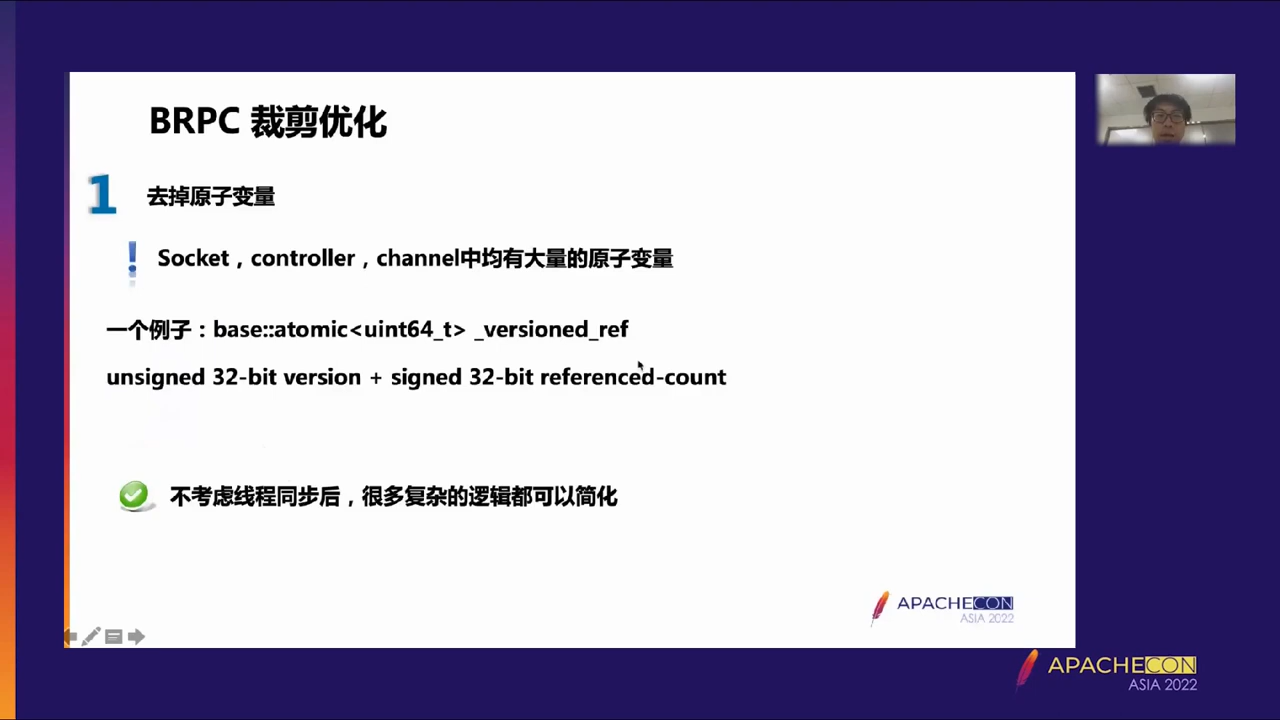 BRPC 裁剪优化
1 去掉原子变量
! Socket，controller，channel中均有大量的原子变量
一个例子：base::atomic<uint64_t> _versioned_ref
unsigned 32-bit version + signed 32-bit referenced-count
不考虑线程同步后，很多复杂的逻辑都可以简化
APACHECON
ASIA 2022
APACHECON
ASIA 2022